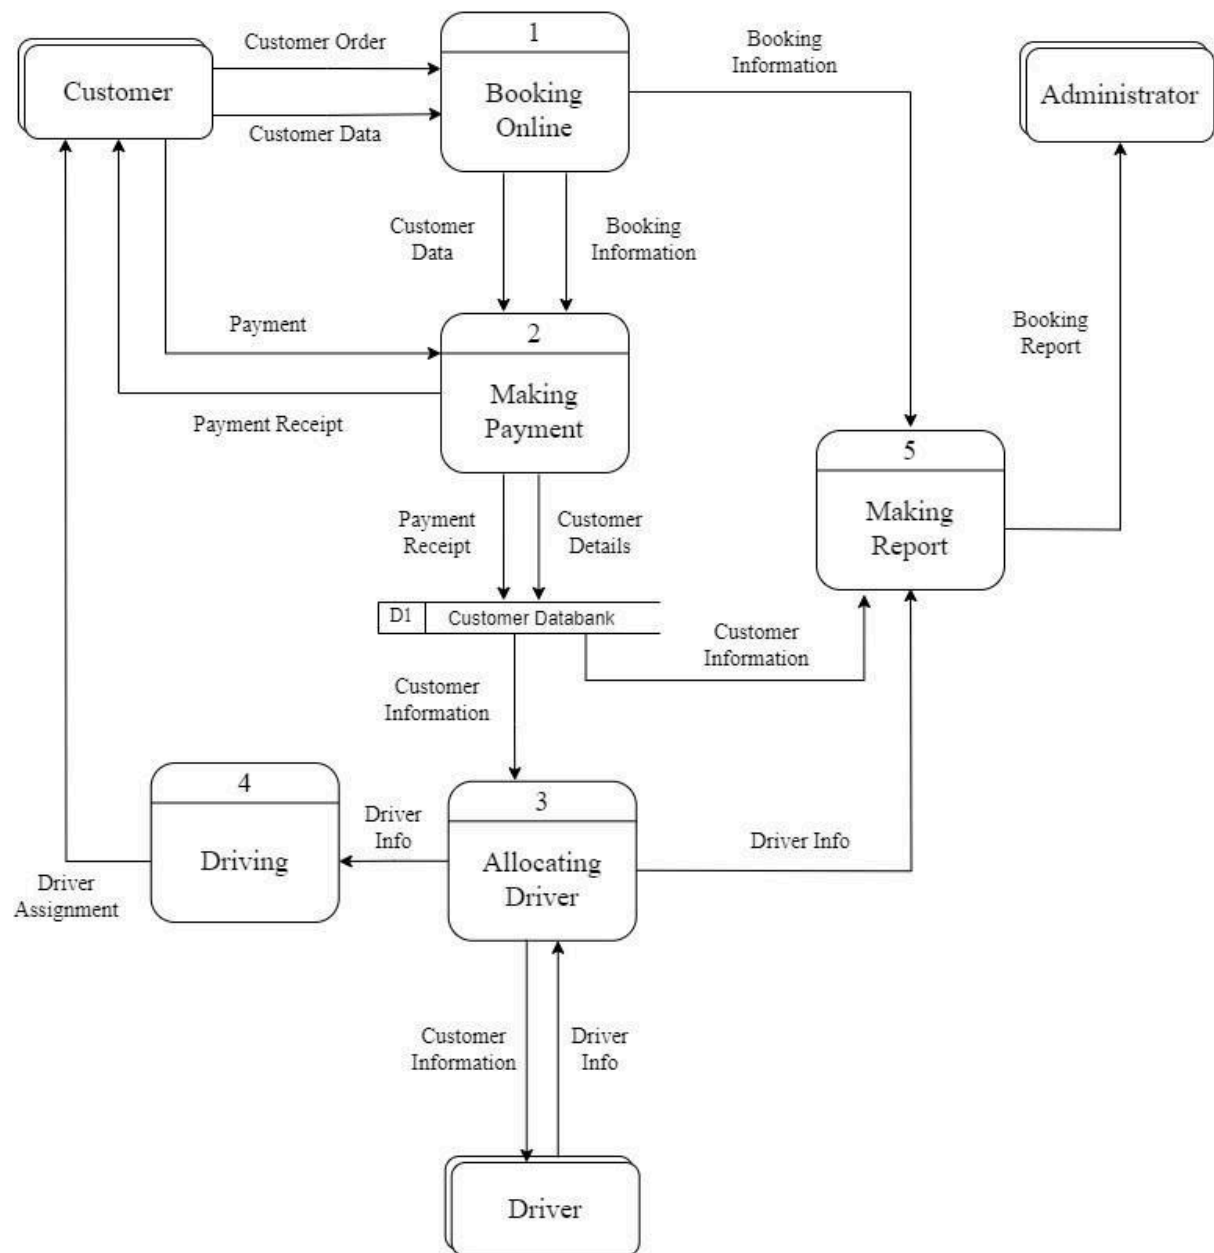 Customer
Customer Order
Customer Data
1
Booking
Online
Booking
Information
Administrator
Customer
Data
Booking
Information
Payment
Payment Receipt
2
Making
Payment
Booking
Report
5
Making
Report
Payment
Receipt
Customer
Details
D1 Customer Databank
Customer
Information
Customer
Information
4
Driving
Driver
Info
3
Allocating
Driver
Driver Info
Driver
Assignment
Customer
Information
Driver
Info
Driver